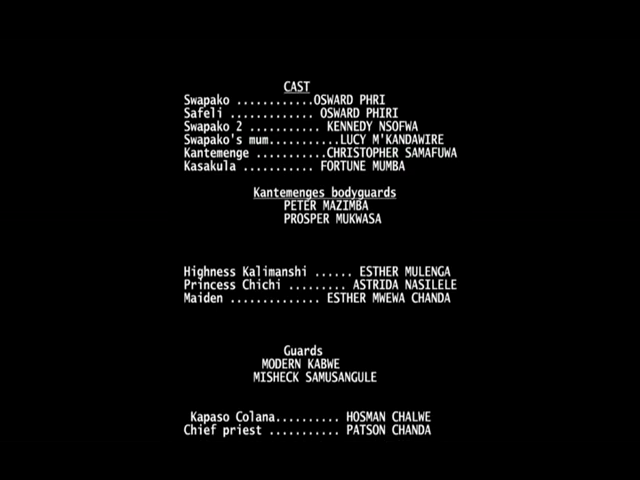 CAST
Swapako ............OSWARD PHRI
Safeli ............. OSWARD PHIRI
Swapako 2 ........... KENNEDY NSOFWA
Swapako's mum...........LUCY M'KANDAWIRE
Kantemenge ...........CHRISTOPHER SAMAFUWA
Kasakula ........... FORTUNE MUMBA
Kantemenges bodyguards
PETER MAZIMBA
PROSPER MUKWASA
Highness Kalimanshi ...... ESTHER MULENGA
Princess Chichi ......... ASTRIDA NASILELE
Maiden .............. ESTHER MWEWA CHANDA
Guards
MODERN KABWE
MISHECK SAMUSANGULE
Kapaso Colana.......... HOSMAN CHALWE
Chief priest ........... PATSON CHANDA